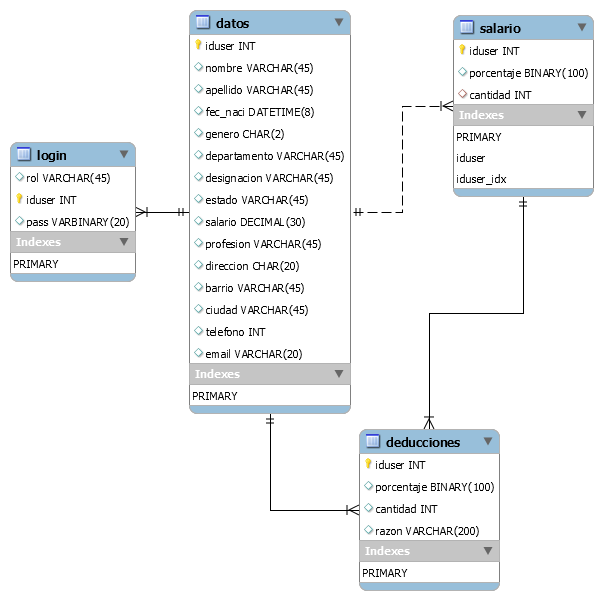 datos
iduser INT
nombre VARCHAR(45)
apellido VARCHAR(45)
fec_naci DATETIME(8)
genero CHAR(2)
departamento VARCHAR(45)
designacion VARCHAR(45)
estado VARCHAR(45)
salario DECIMAL(30)
profesion VARCHAR(45)
direccion CHAR(20)
barrio VARCHAR(45)
ciudad VARCHAR(45)
telefono INT
email VARCHAR(20)
Indexes
PRIMARY
salario
iduser INT
porcentaje BINARY(100)
cantidad INT
Indexes
PRIMARY
iduser
iduser_idx
login
rol VARCHAR(45)
iduser INT
pass VARBINARY(20)
Indexes
PRIMARY
deducciones
iduser INT
porcentaje BINARY(100)
cantidad INT
razon VARCHAR(200)
Indexes
PRIMARY